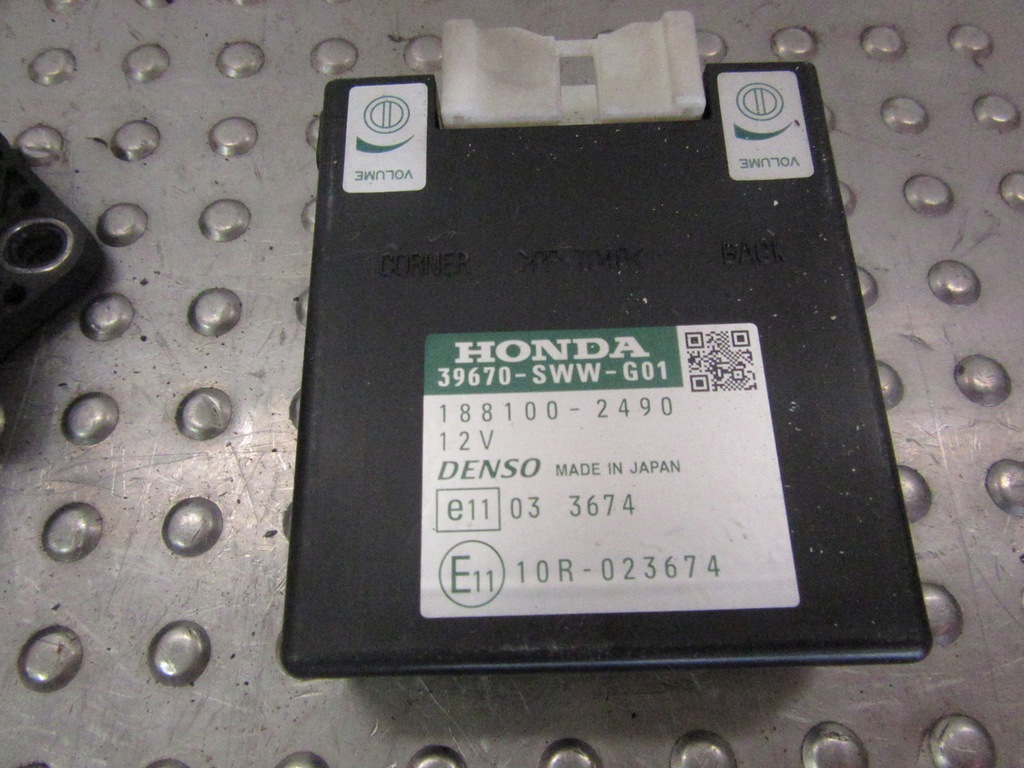 VOLUME
VOLUME
CORNER
BACK
HONDA
39670-SWW-G01
188100-2490
12V
DENSO MADE IN JAPAN
e11 03 3674
E11 10R-023674